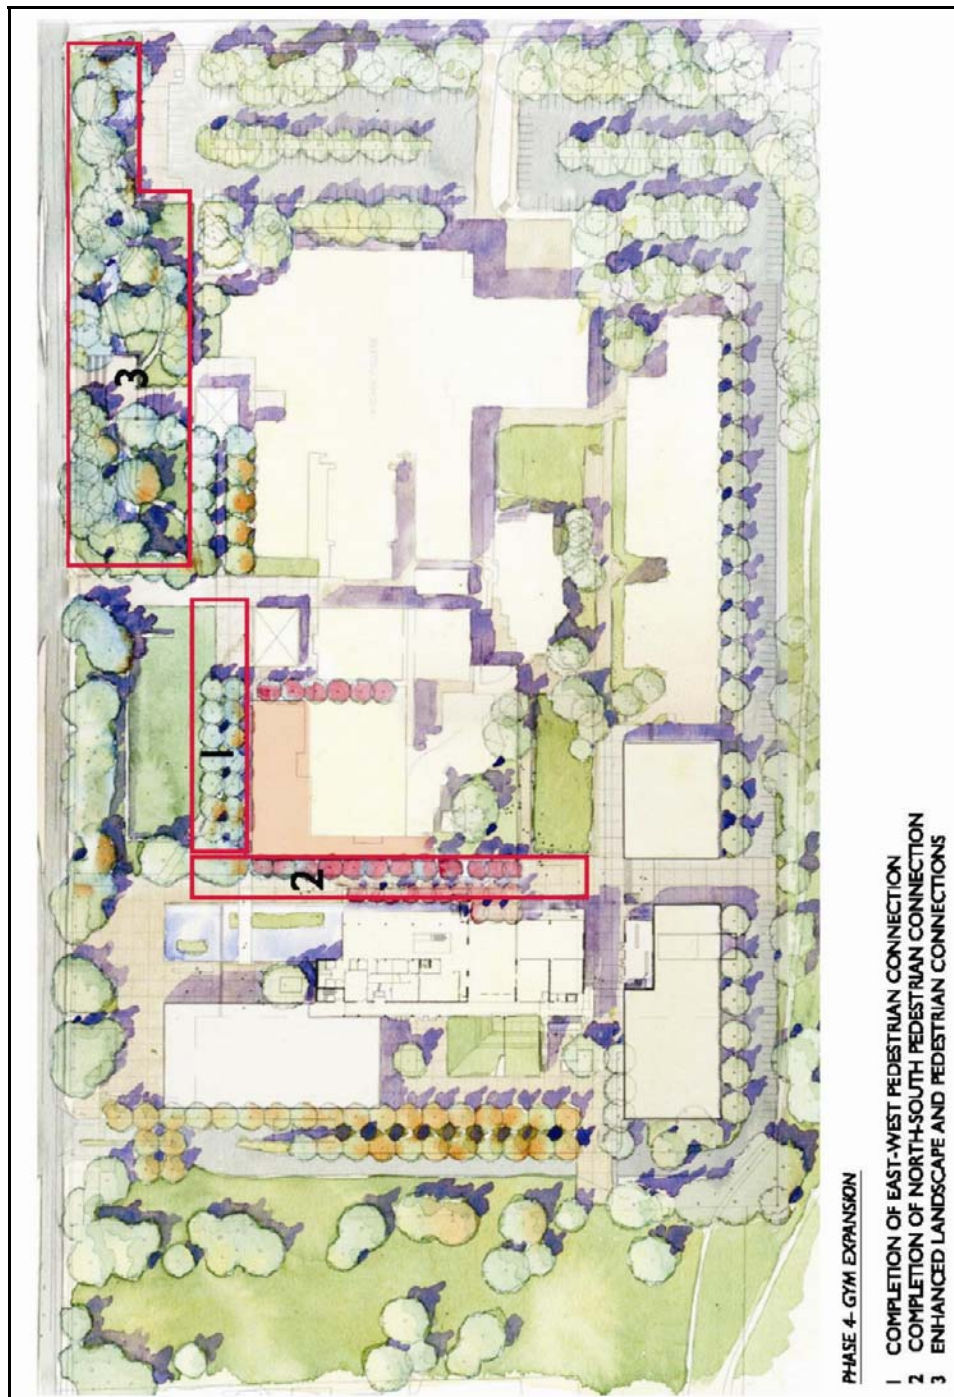 3
1
2
PHASE 4- GYM EXPANSION
1 COMPLETION OF EAST-WEST PEDESTRIAN CONNECTION
2 COMPLETION OF NORTH-SOUTH PEDESTRIAN CONNECTION
3 ENHANCED LANDSCAPE AND PEDESTRIAN CONNECTIONS